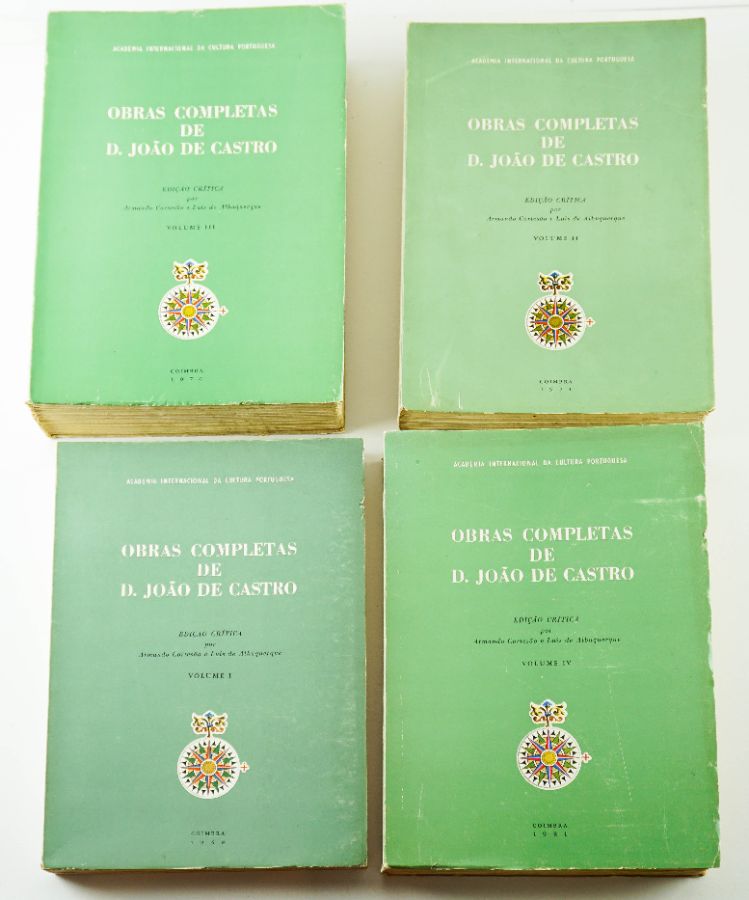 ACADEMIA INTERNACIONAL DA CULTURA PORTUGUESA
OBRAS COMPLETAS
DE
D. JOÃO DE CASTRO
EDIÇÃO CRÍTICA
por
Armando Cortesão e Luís de Albuquerque
VOLUME III
COIMBRA
ACADEMIA INTERNACIONAL DA CULTURA PORTUGUESA
OBRAS COMPLETAS
DE
D. JOÃO DE CASTRO
EDIÇÃO CRÍTICA
por
Armando Cortesão e Luís de Albuquerque
VOLUME II
COIMBRA
ACADEMIA INTERNACIONAL DA CULTURA PORTUGUESA
OBRAS COMPLETAS
DE
D. JOÃO DE CASTRO
EDIÇÃO CRÍTICA
por
Armando Cortesão e Luís de Albuquerque
VOLUME I
COIMBRA
ACADEMIA INTERNACIONAL DA CULTURA PORTUGUESA
OBRAS COMPLETAS
DE
D. JOÃO DE CASTRO
EDIÇÃO CRÍTICA
por
Armando Cortesão e Luís de Albuquerque
VOLUME IV
COIMBRA
1981